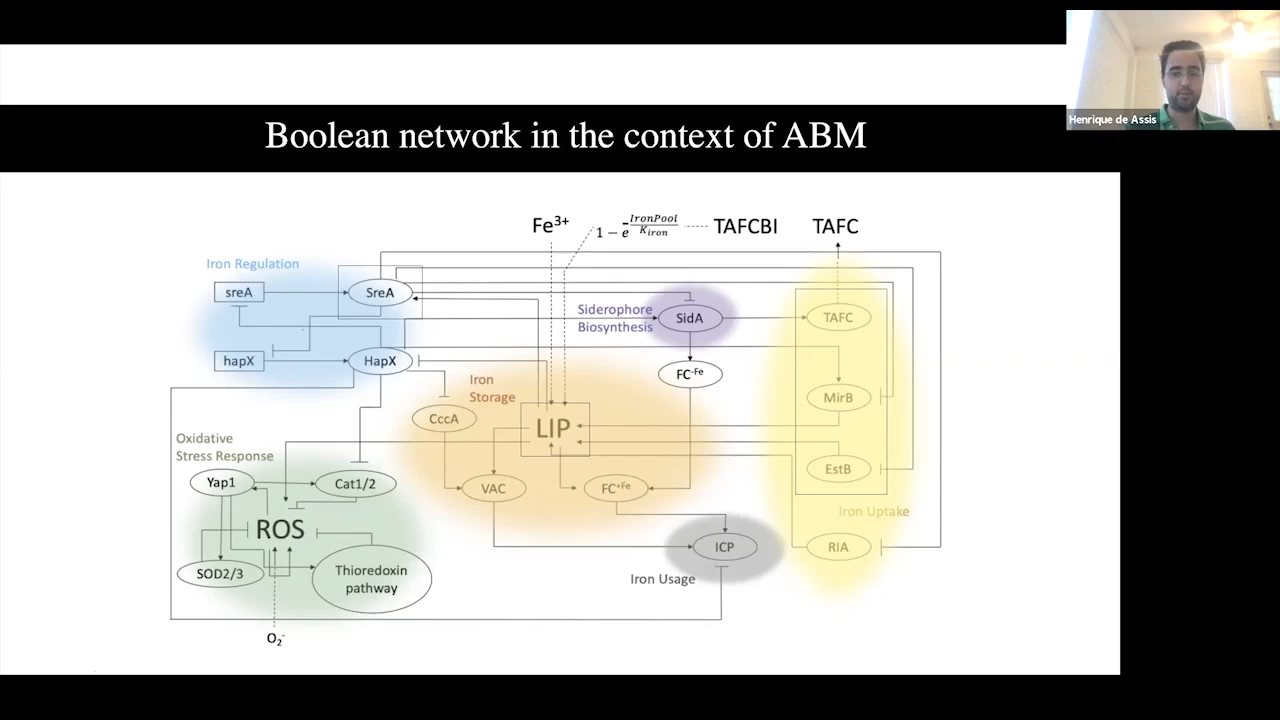 Henrique de Assis
Boolean network in the context of ABM
Fe³⁺
1 − e^-IronPool/K_iron
TAFCBI
TAFC
Iron Regulation
sreA
SreA
Siderophore
Biosynthesis
SidA
TAFC
hapX
HapX
FC⁻ᶠᵉ
Iron
Storage
MirB
CccA
LIP
Oxidative
Stress Response
EstB
Yap1
Cat1/2
VAC
FC⁺ᶠᵉ
Iron Uptake
ROS
ICP
RIA
SOD2/3
Thioredoxin
pathway
Iron Usage
O₂⁻